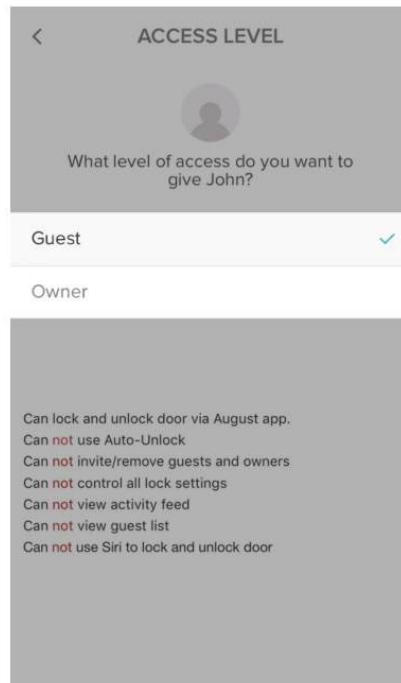 ACCESS LEVEL
What level of access do you want to
give John?
Guest
Owner
Can lock and unlock door via August app.
Can not use Auto-Unlock
Can not invite/remove guests and owners
Can not control all lock settings
Can not view activity feed
Can not view guest list
Can not use Siri to lock and unlock door